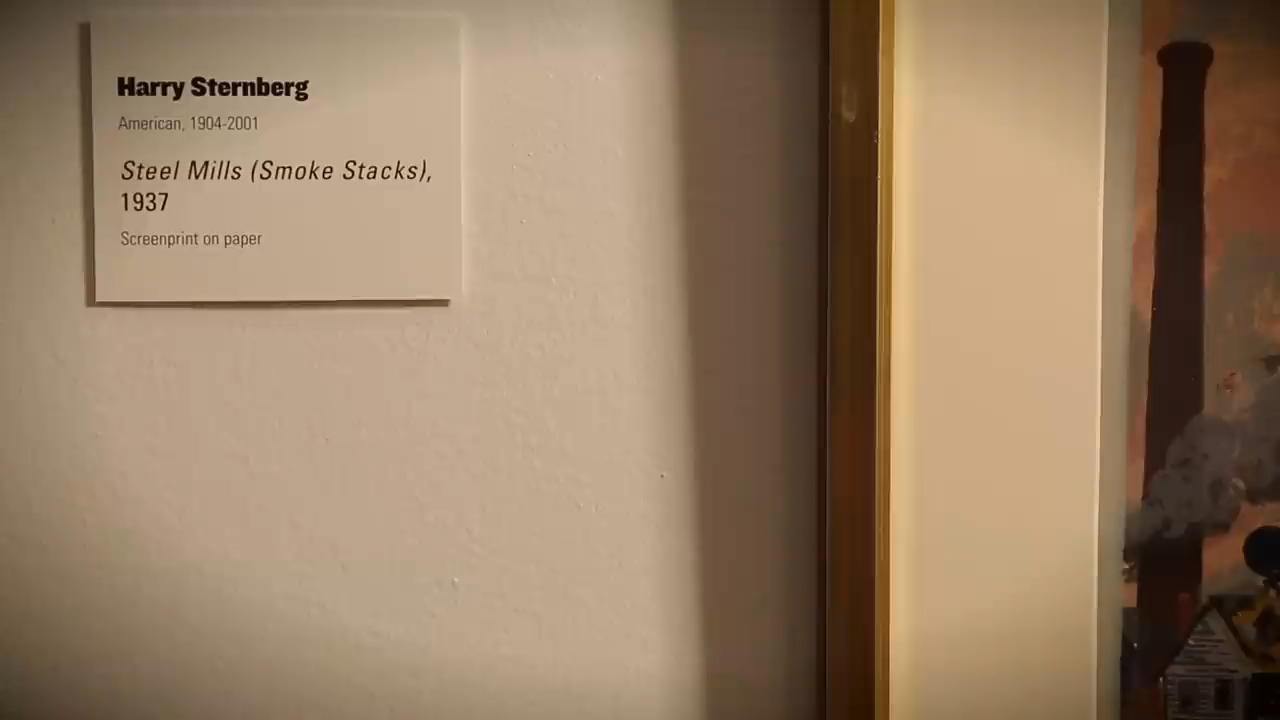 Harry Sternberg
American, 1904-2001
Steel Mills (Smoke Stacks),
1937
Screenprint on paper